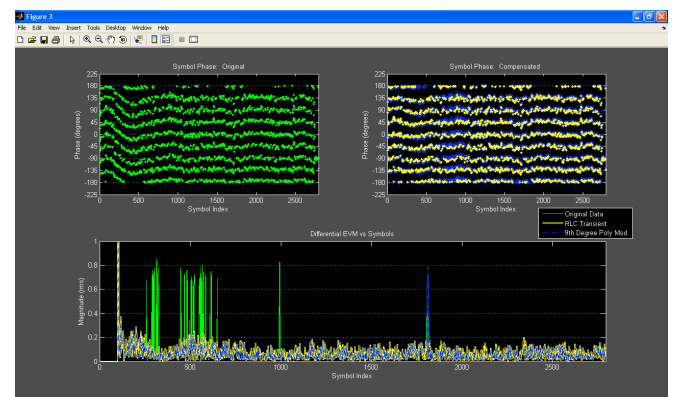 Figure 3
File Edit View Insert Tools Desktop Window Help
Symbol Phase: Original
225
180
135
90
45
0
-45
-90
-135
-180
-225
Phase (degrees)
0 500 1000 1500 2000 2500
Symbol Index
Symbol Phase: Compensated
225
180
135
90
45
0
-45
-90
-135
-180
-225
Phase (degrees)
0 500 1000 1500 2000 2500
Symbol Index
Original Data
RLC Transient
9th Degree Poly Mod.
Differential EVM vs Symbols
1
0.8
0.6
0.4
0.2
0
Magnitude (rms)
0 500 1000 1500 2000 2500
Symbol Index